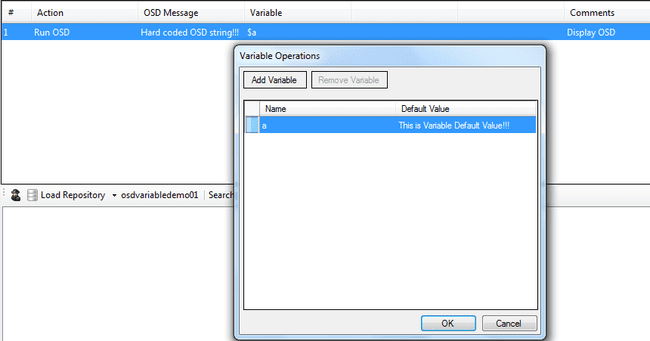 # Action OSD Message Variable Comments
1 Run OSD Hard coded OSD string!!! $a Display OSD
Variable Operations
Add Variable Remove Variable
Name Default Value
a This is Variable Default Value!!!
Load Repository osdvariabledemo01 Search
OK Cancel